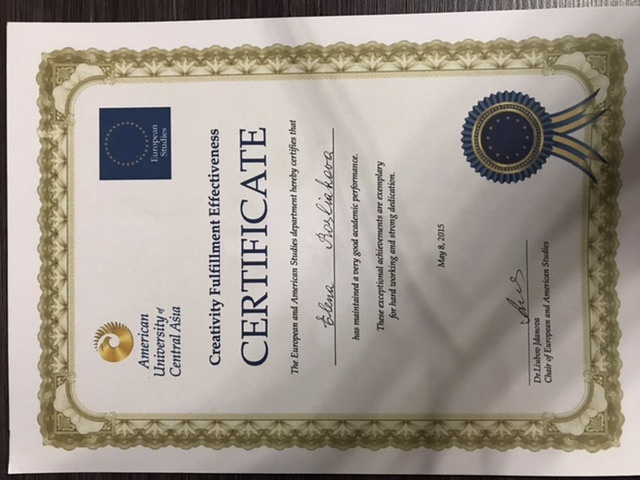 American
University of
Central Asia
European
Studies
Creativity Fulfillment Effectiveness
CERTIFICATE
The European and American Studies department hereby certifies that
Elena
has maintained a very good academic performance.
These exceptional achievements are exemplary
for hard working and strong dedication.
May 8, 2015
Dr.Liubov Jdanova
Chair of European and American Studies